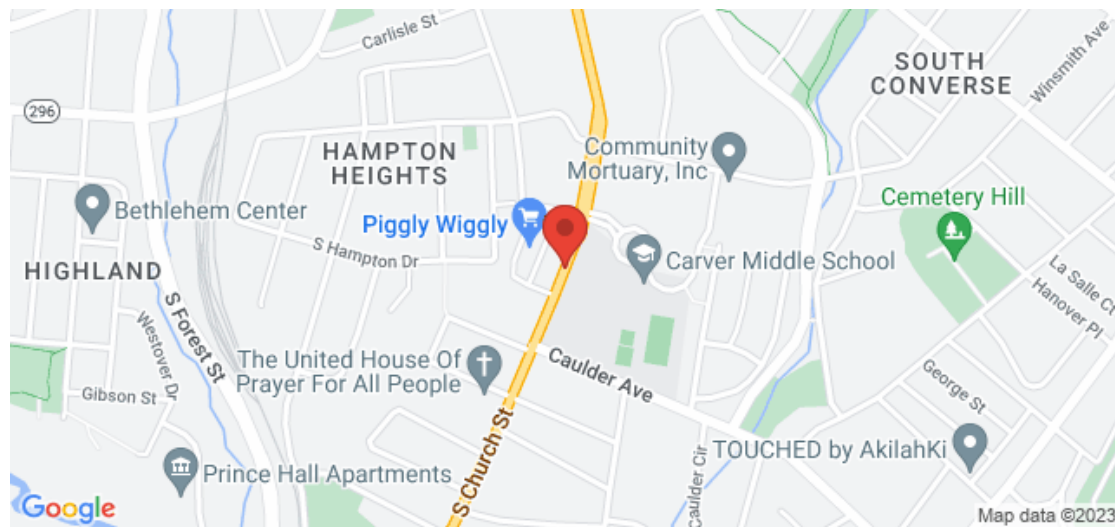 Carlisle St
296
SOUTH
CONVERSE
Winsmith Ave
HAMPTON
HEIGHTS
Community
Mortuary, Inc
Bethlehem Center
Piggly Wiggly
Cemetery Hill
S Hampton Dr
Carver Middle School
HIGHLAND
La Salle Ct
Hanover Pl
S Forest St
Westover Dr
The United House Of
Prayer For All People
Caulder Ave
George St
Gibson St
S Church St
TOUCHED by AkilahKi
Prince Hall Apartments
Caulder Cir
Google
Map data ©2023